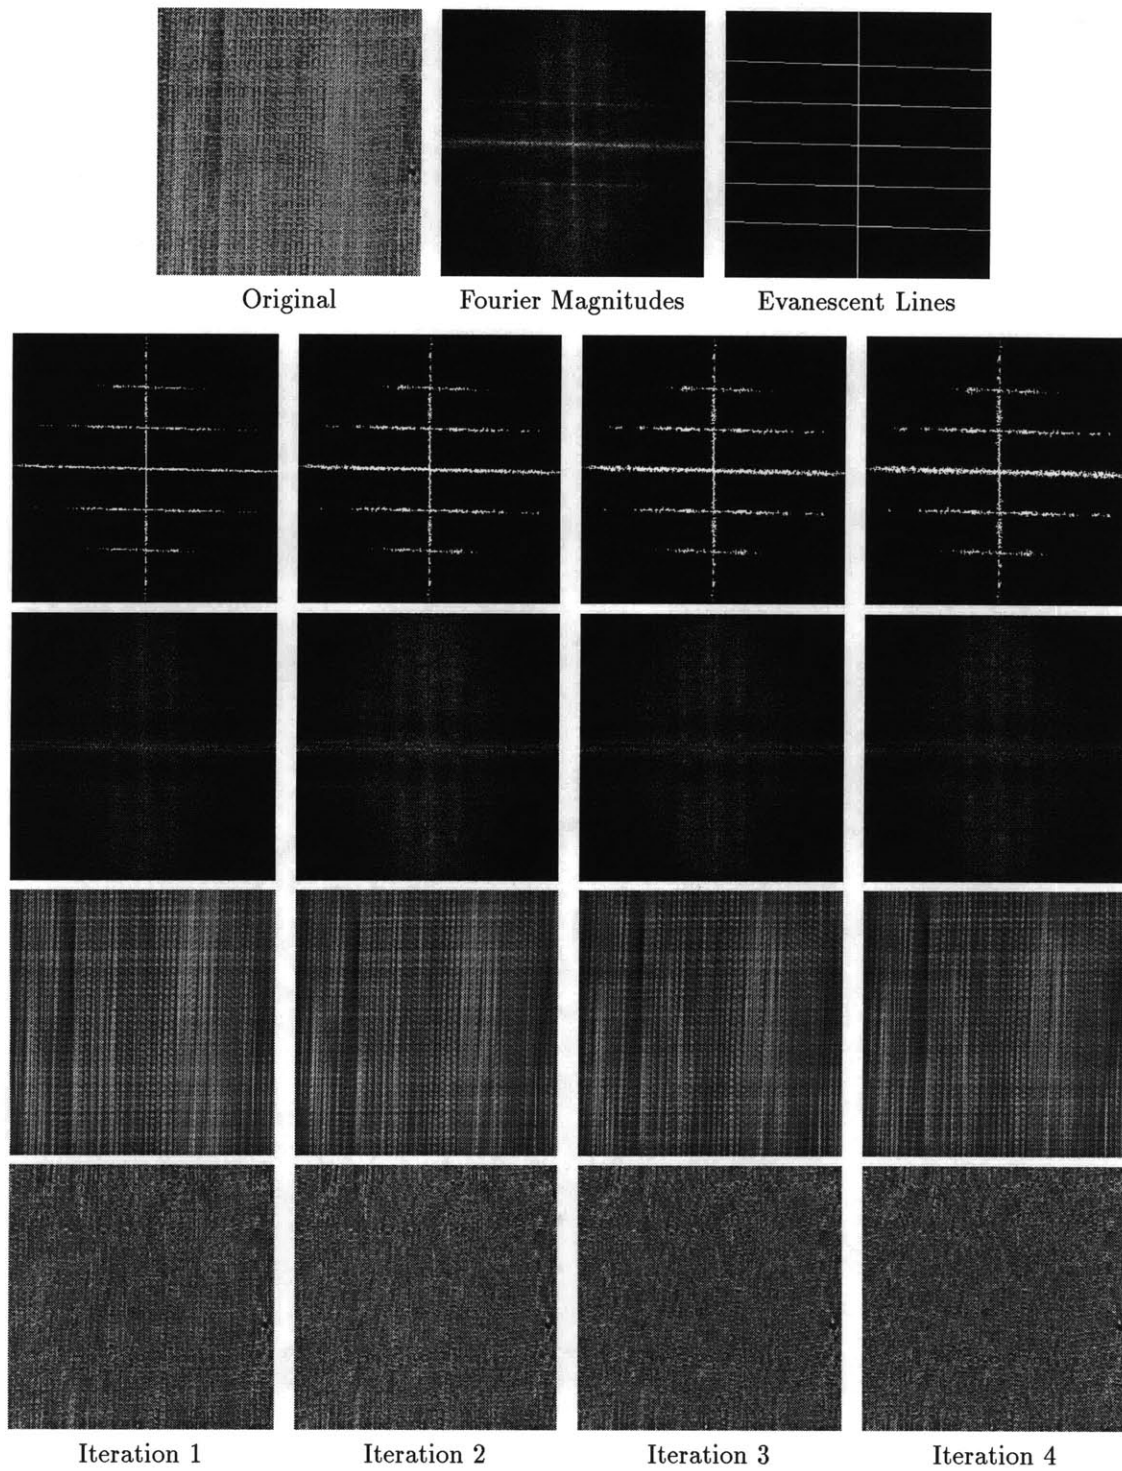 Original
Fourier Magnitudes
Evanescent Lines
Iteration 1
Iteration 2
Iteration 3
Iteration 4